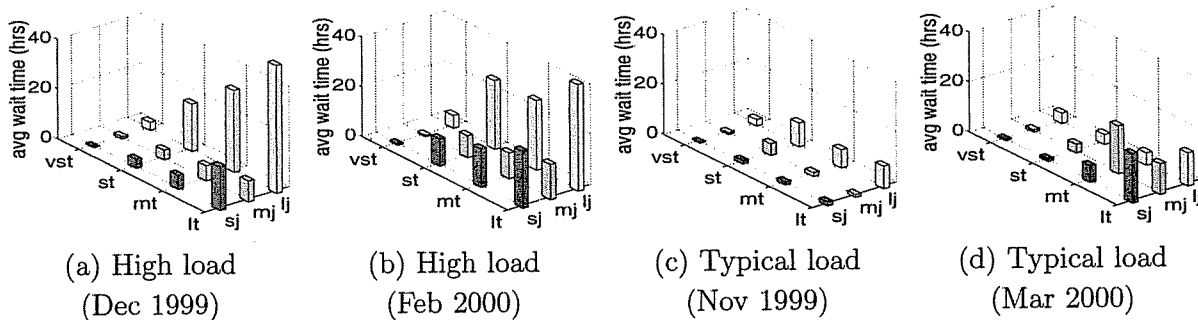 avg wait time (hrs)
40
20
0
vst
st
mt
lt
sj
mj
lj
(a) High load
(Dec 1999)
avg wait time (hrs)
40
20
0
vst
st
mt
lt
sj
mj
lj
(b) High load
(Feb 2000)
avg wait time (hrs)
40
20
0
vst
st
mt
lt
sj
mj
lj
(c) Typical load
(Nov 1999)
avg wait time (hrs)
40
20
0
vst
st
mt
lt
sj
mj
lj
(d) Typical load
(Mar 2000)